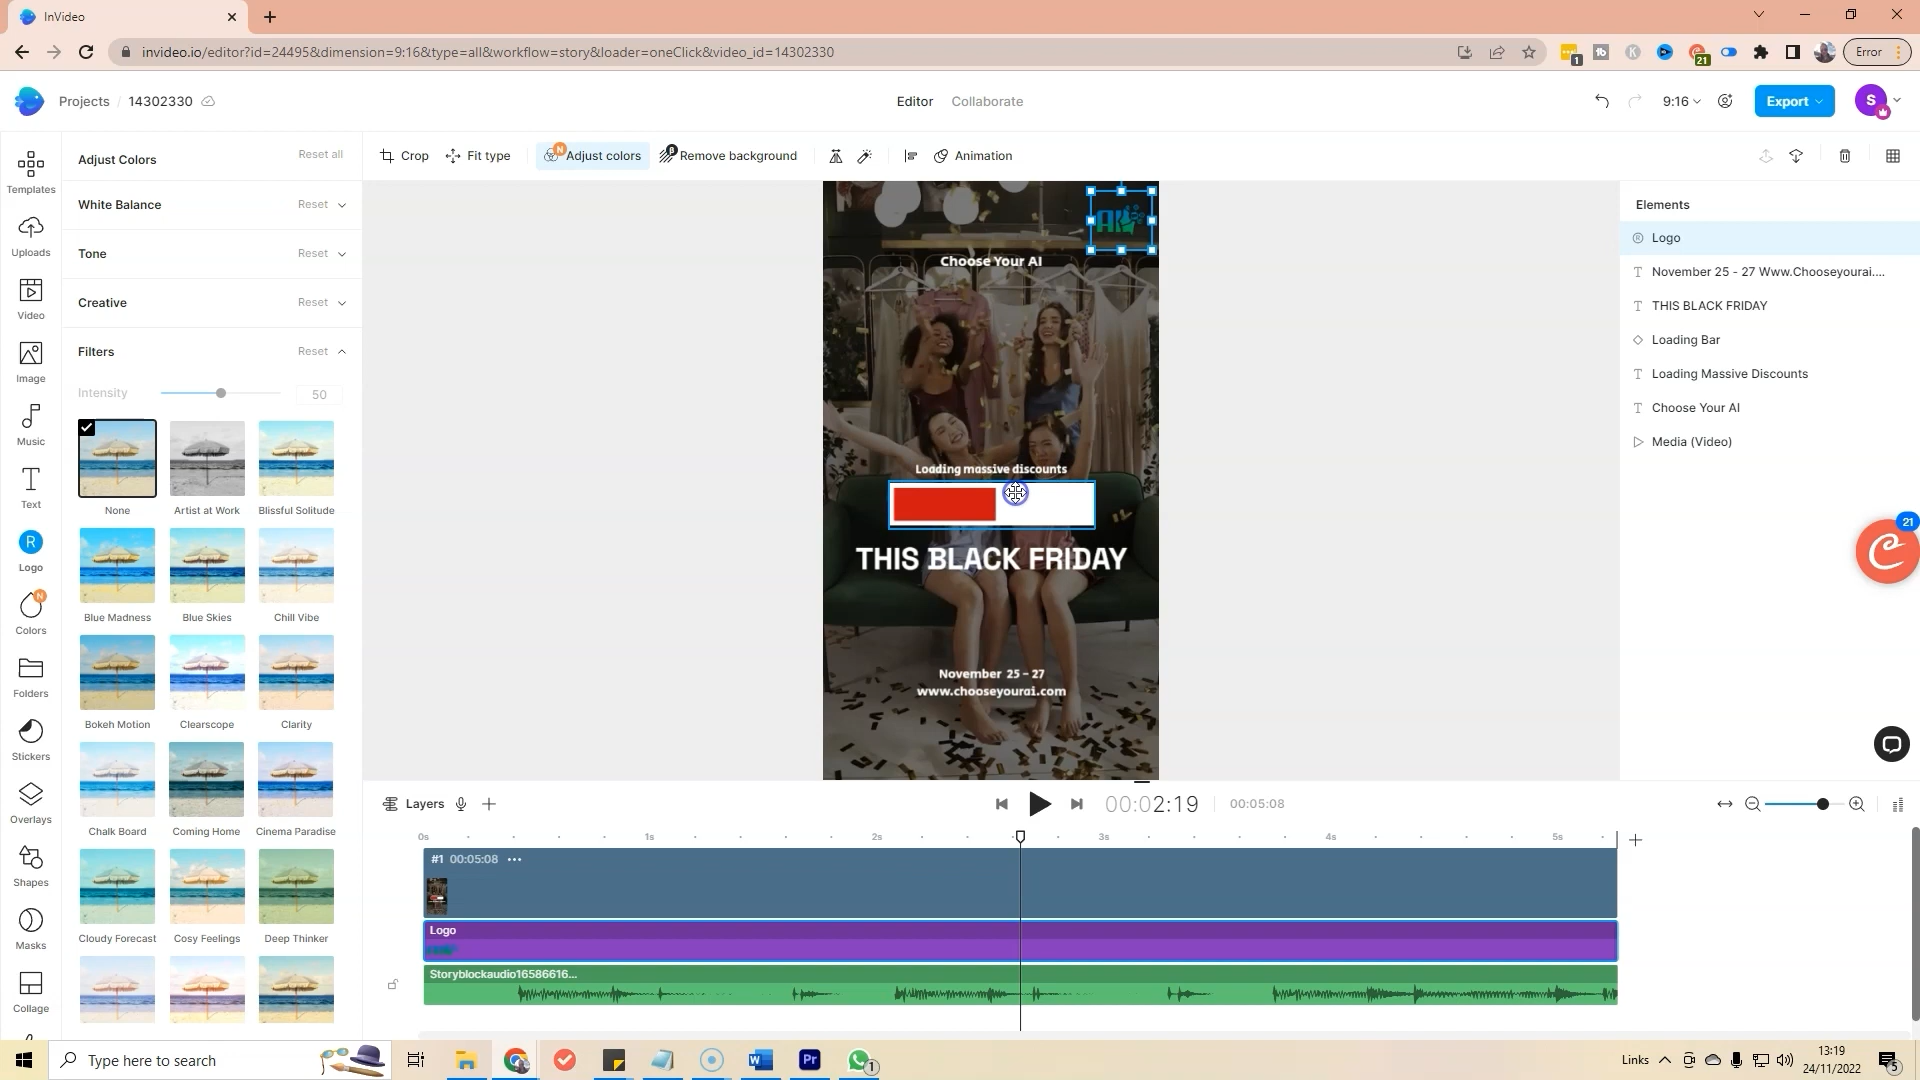 InVideo
invideo.io/editor?id=24495&dimension=9:16&type=all&workflow=story&loader=oneClick&video_id=14302330
1
21
Error
Projects / 14302330
Editor
Collaborate
9:16
Export
S
Templates
Uploads
Video
Image
Music
Text
R
Logo
N
Colors
Folders
Stickers
Overlays
Shapes
Masks
Collage
Adjust Colors
Reset all
White Balance
Reset
Tone
Reset
Creative
Reset
Filters
Reset
Intensity
50
None
Artist at Work
Blissful Solitude
Blue Madness
Blue Skies
Chill Vibe
Bokeh Motion
Clearscope
Clarity
Chalk Board
Coming Home
Cinema Paradise
Cloudy Forecast
Cosy Feelings
Deep Thinker
Crop
Fit type
N
Adjust colors
β
Remove background
Animation
Choose Your AI
Loading massive discounts
THIS BLACK FRIDAY
November 25 - 27
www.chooseyourai.com
Elements
Logo
November 25 - 27 Www.Chooseyourai....
THIS BLACK FRIDAY
Loading Bar
Loading Massive Discounts
Choose Your AI
Media (Video)
21
Layers
00:02:19
00:05:08
0s
1s
2s
3s
4s
5s
#1 00:05:08
Logo
Storyblockaudio16586616...
Type here to search
W
Pr
1
Links
13:19
24/11/2022
5